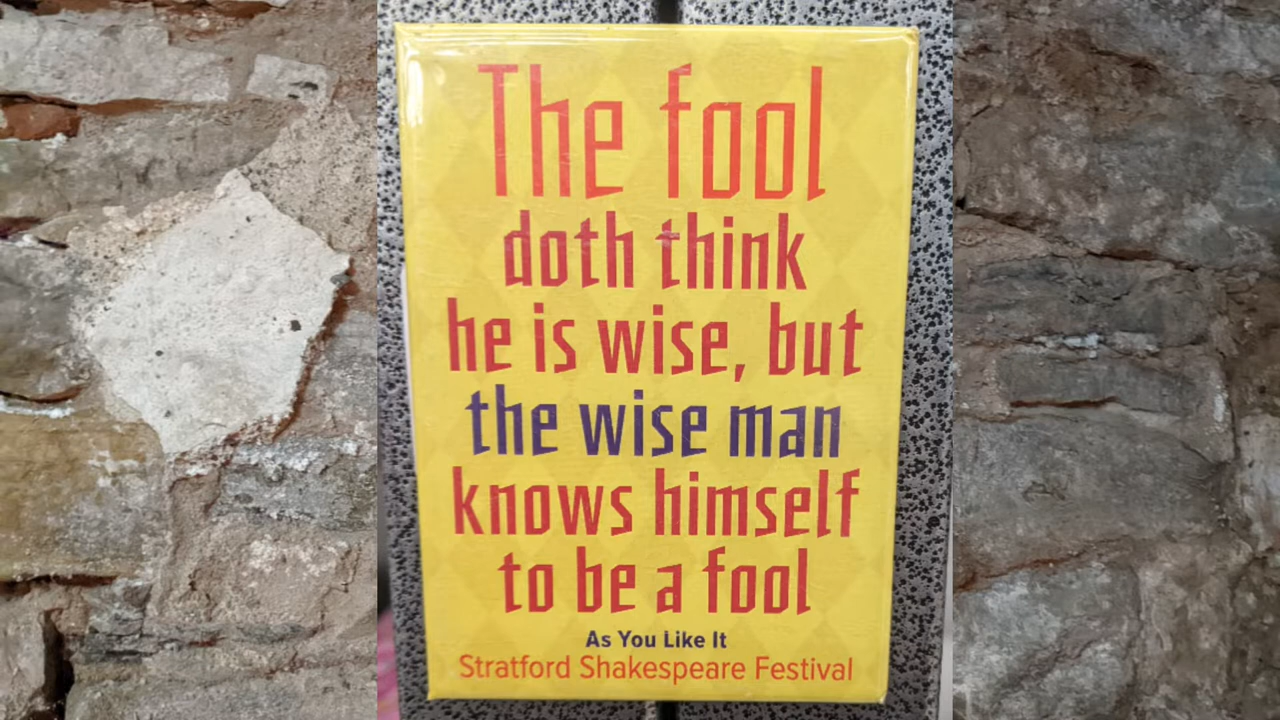 The fool
doth think
he is wise, but
the wise man
knows himself
to be a fool
As You Like It
Stratford Shakespeare Festival